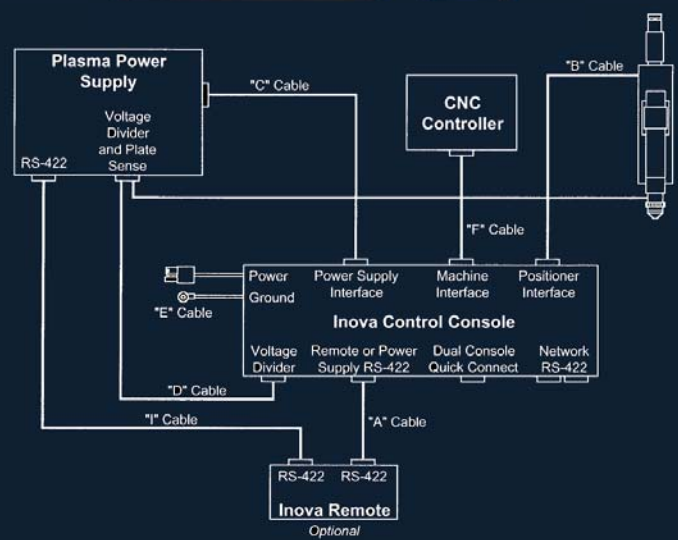 Plasma Power
Supply
Voltage
Divider
and Plate
Sense
RS-422
"C" Cable
CNC
Controller
"B" Cable
"F" Cable
Power
Ground
"E" Cable
Power Supply
Interface
Machine
Interface
Positioner
Interface
Inova Control Console
Voltage
Divider
Remote or Power
Supply RS-422
Dual Console
Quick Connect
Network
RS-422
"D" Cable
"I" Cable
"A" Cable
RS-422
RS-422
Inova Remote
Optional